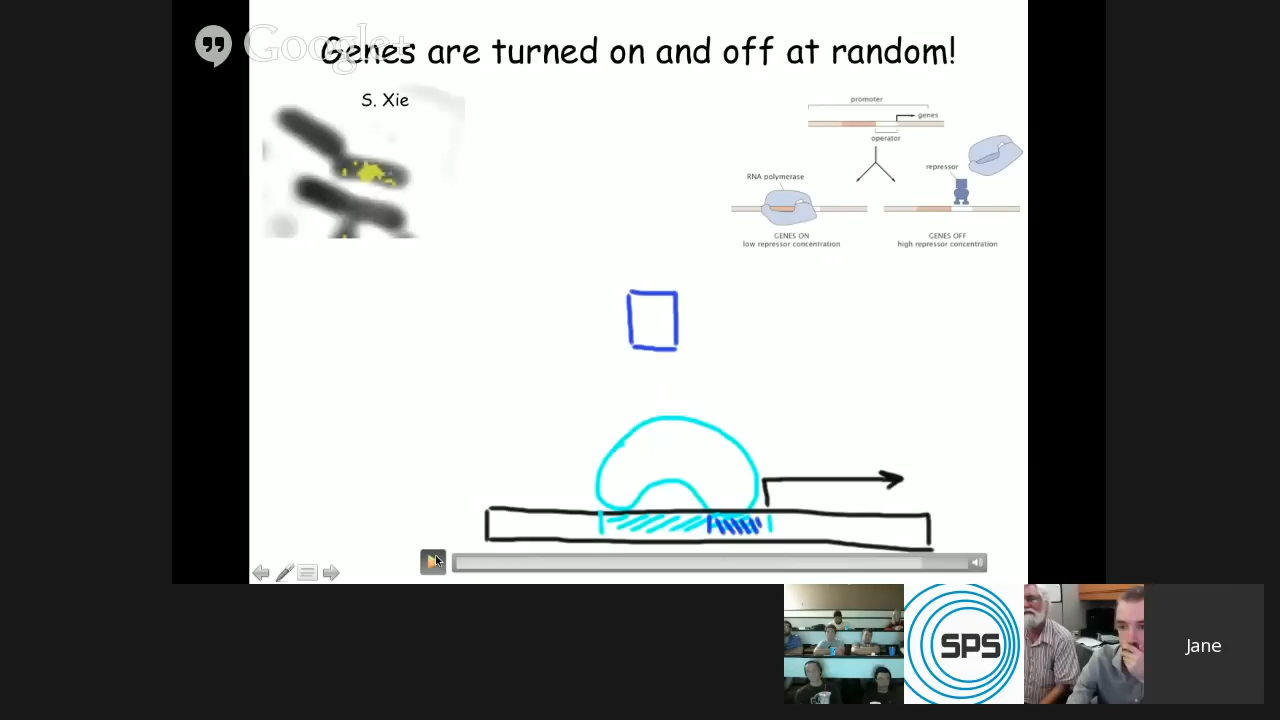 Google+
Genes are turned on and off at random!
S. Xie
promoter
genes
operator
RNA polymerase
repressor
GENES ON
low repressor concentration
GENES OFF
high repressor concentration
SPS
Jane